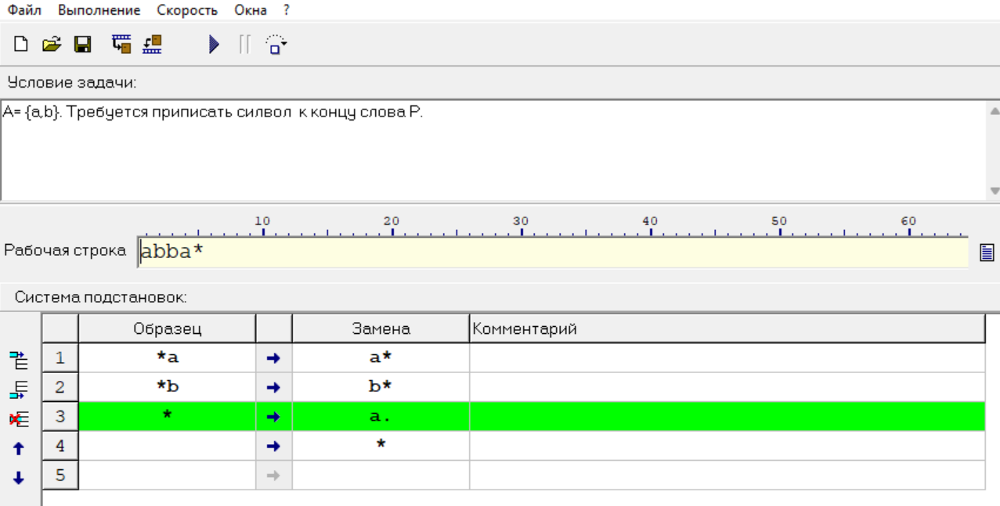 Файл Выполнение Скорость Окна ?
Условие задачи:
A= {a,b}. Требуется приписать силвол к концу слова P.
10 20 30 40 50 60
Рабочая строка abba*
Система подстановок:
Образец Замена Комментарий
1 *a → a*
2 *b → b*
3 * → a.
4 → *
5 →